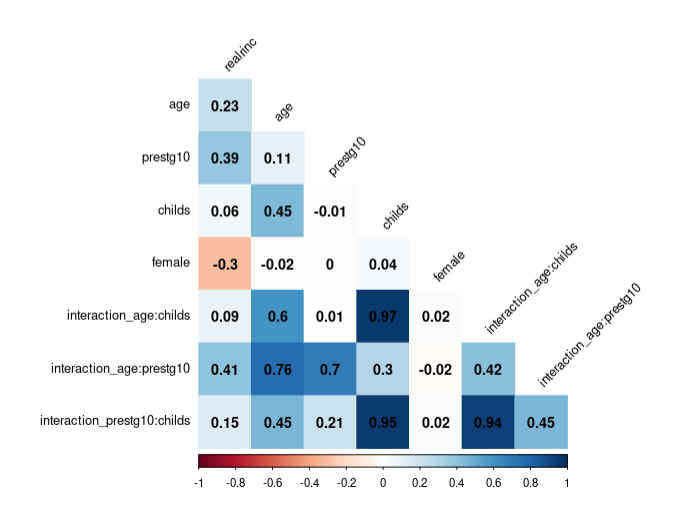 realrinc
age 0.23
age
prestg10 0.39 0.11
prestg10
childs 0.06 0.45 -0.01
childs
female -0.3 -0.02 0 0.04
female
interaction_age:childs 0.09 0.6 0.01 0.97 0.02
interaction_age:childs
interaction_age:prestg10 0.41 0.76 0.7 0.3 -0.02 0.42
interaction_age:prestg10
interaction_prestg10:childs 0.15 0.45 0.21 0.95 0.02 0.94 0.45
-1 -0.8 -0.6 -0.4 -0.2 0 0.2 0.4 0.6 0.8 1